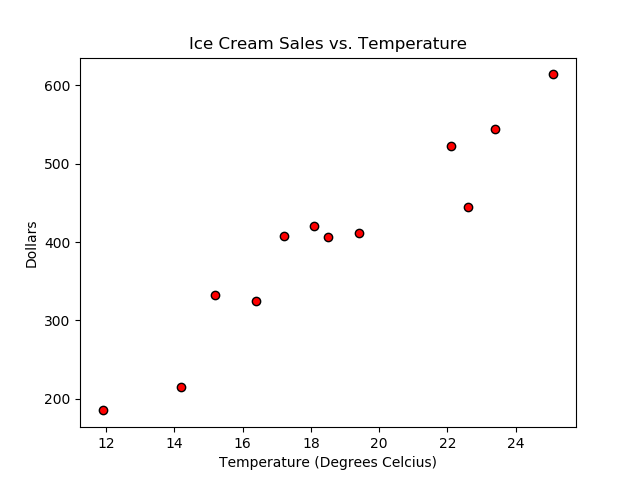 Ice Cream Sales vs. Temperature
600
500
400
300
200
Dollars
12 14 16 18 20 22 24
Temperature (Degrees Celcius)